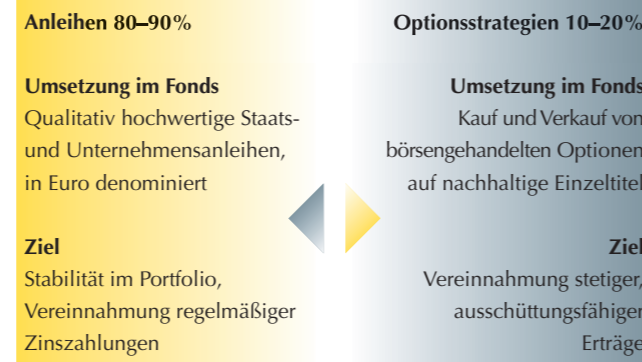 Anleihen 80–90%
Umsetzung im Fonds
Qualitativ hochwertige Staats-
und Unternehmensanleihen,
in Euro denominiert
Ziel
Stabilität im Portfolio,
Vereinnahmung regelmäßiger
Zinszahlungen
Optionsstrategien 10–20%
Umsetzung im Fonds
Kauf und Verkauf von
börsengehandelten Optionen
auf nachhaltige Einzeltitel
Ziel
Vereinnahmung stetiger,
ausschüttungsfähiger
Erträge